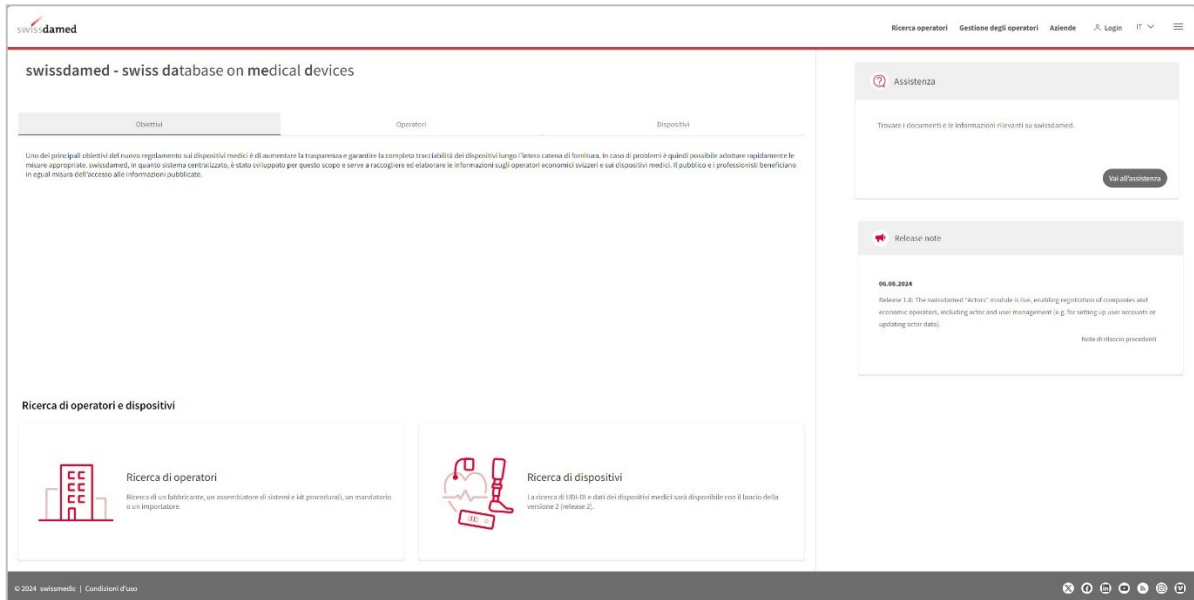 swissdamed
Ricerca operatori
Gestione degli operatori
Aziende
Login
IT
swissdamed - swiss database on medical devices
Obiettivi
Operatori
Dispositivi
Uno dei principali obiettivi del nuovo regolamento sui dispositivi medici è di aumentare la trasparenza e garantire la completa tracciabilità dei dispositivi lungo l'intera catena di fornitura. In caso di problemi è quindi possibile adottare rapidamente le
misure appropriate. swissdamed, in quanto sistema centralizzato, è stato sviluppato per questo scopo e serve a raccogliere ed elaborare le informazioni sugli operatori economici svizzeri e sui dispositivi medici. Il pubblico e i professionisti beneficiano
in egual misura dell'accesso alle informazioni pubblicate.
Assistenza
Trovare i documenti e le informazioni rilevanti su swissdamed.
Vai all'assistenza
Release note
06.08.2024
Release 1.0: The swissdamed "Actors" module is live, enabling registration of companies and
economic operators, including actor and user management (e.g. for setting up user accounts or
updating actor data).
Note di rilascio precedenti
Ricerca di operatori e dispositivi
Ricerca di operatori
Ricerca di un fabbricante, un assemblatore di sistemi e kit procedurali, un mandatario
o un importatore.
Ricerca di dispositivi
La ricerca di UDI-DI e dati dei dispositivi medici sarà disponibile con il lancio della
versione 2 (release 2).
© 2024 swissmedic | Condizioni d'uso